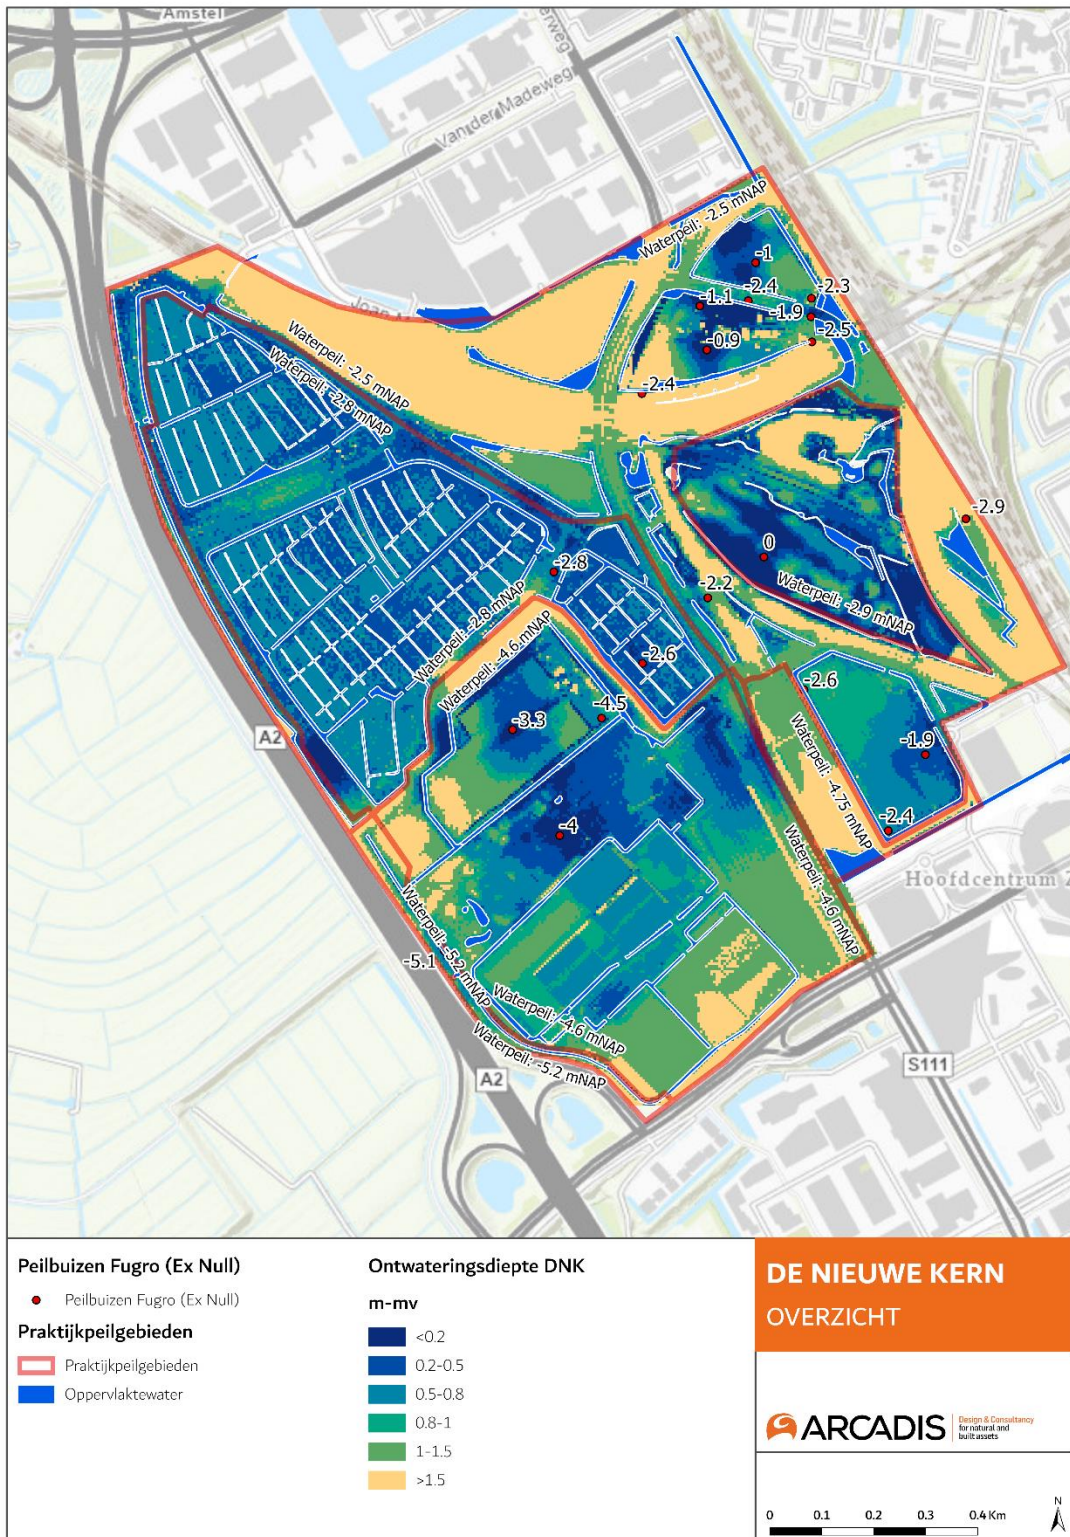 Amstel
Van der Madeweg
erweg
Joan M
Waterpeil: -2.5 mNAP
-1
-2.3
-2.4
-1.1
-1.9
-2.5
-0.9
-2.4
Waterpeil: -2.5 mNAP
Waterpeil: -2.8 mNAP
-2.9
0
-2.8
-2.2
Waterpeil: -2.9 mNAP
Waterpeil: -2.8 mNAP
Waterpeil: -4.6 mNAP
-2.6
-2.6
-4.5
-3.3
A2
-1.9
Waterpeil: -4.75 mNAP
-4
-2.4
Hoofdcentrum Z
Waterpeil: -4.6 mNAP
Waterpeil: -5.2 mNAP
-5.1
Waterpeil: -4.6 mNAP
Waterpeil: -5.2 mNAP
A2
S111
Peilbuizen Fugro (Ex Null)
Peilbuizen Fugro (Ex Null)
Praktijkpeilgebieden
Praktijkpeilgebieden
Oppervlaktewater
Ontwateringsdiepte DNK
m-mv
<0.2
0.2-0.5
0.5-0.8
0.8-1
1-1.5
>1.5
DE NIEUWE KERN
OVERZICHT
ARCADIS
Design & Consultancy
for natural and
built assets
0 0.1 0.2 0.3 0.4 Km
N